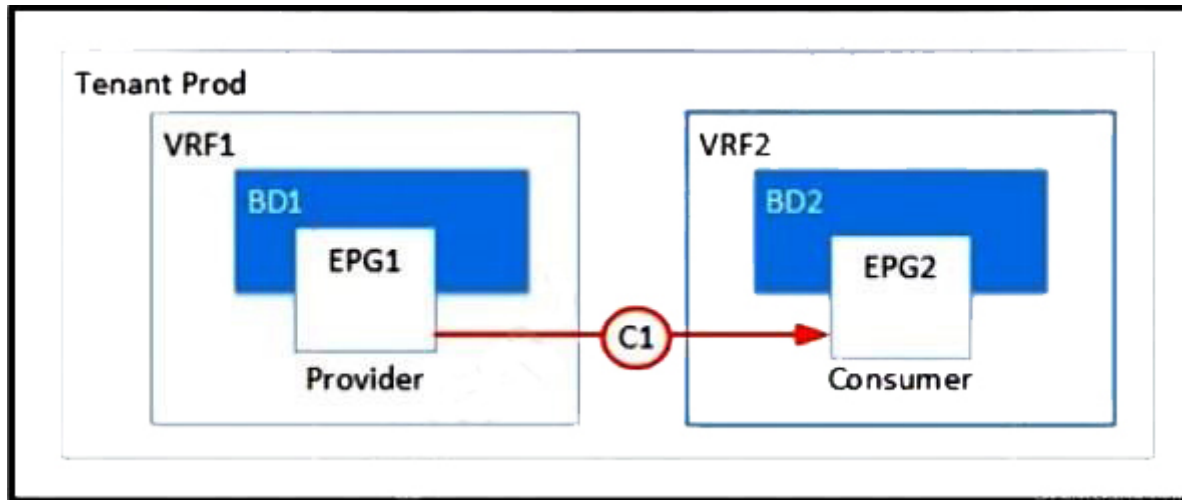 Tenant Prod
VRF1
VRF2
BD1
BD2
EPG1
EPG2
C1
Provider
Consumer